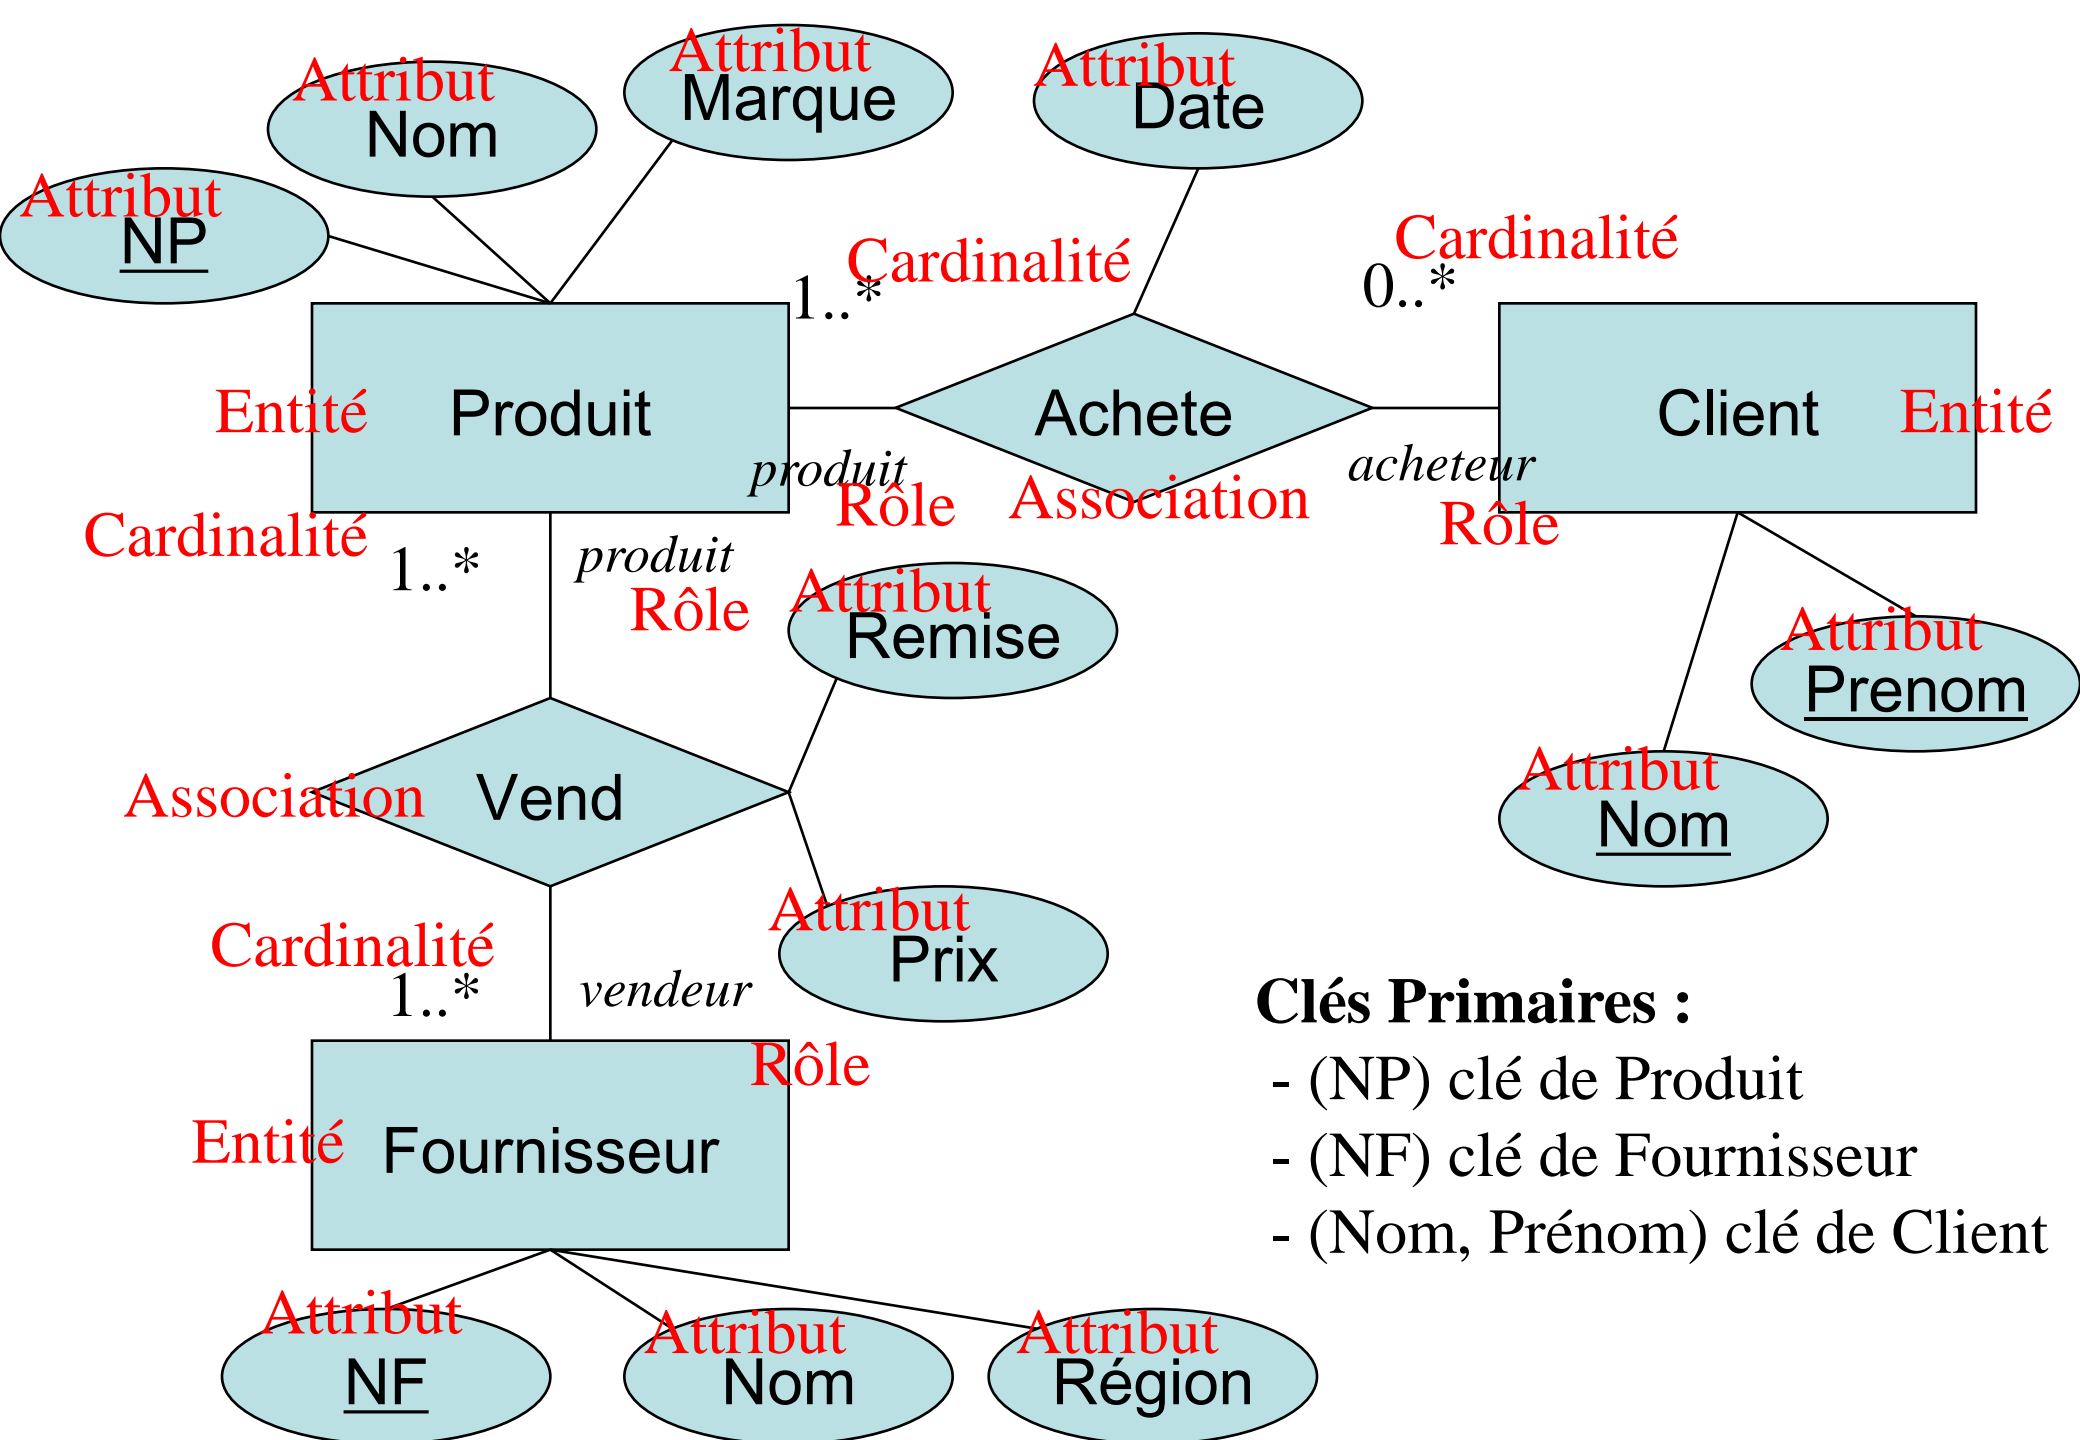 Attribut
Marque
Attribut
Date
Attribut
Nom
Attribut
NP
Cardinalité
1..*
Cardinalité
0..*
Entité
Produit
Achete
Client
Entité
produit
Rôle
Association
acheteur
Rôle
Cardinalité
1..*
produit
Rôle
Attribut
Remise
Attribut
Prenom
Association
Vend
Attribut
Nom
Attribut
Prix
Cardinalité
1..*
vendeur
Rôle
Entité
Fournisseur
Clés Primaires :
- (NP) clé de Produit
- (NF) clé de Fournisseur
- (Nom, Prénom) clé de Client
Attribut
NF
Attribut
Nom
Attribut
Région